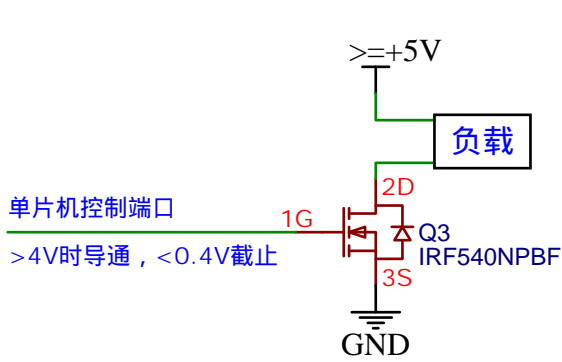 >=+5V
负载
2D
单片机控制端口
1G
Q3
>4V时导通，<0.4V截止
IRF540NPBF
3S
GND